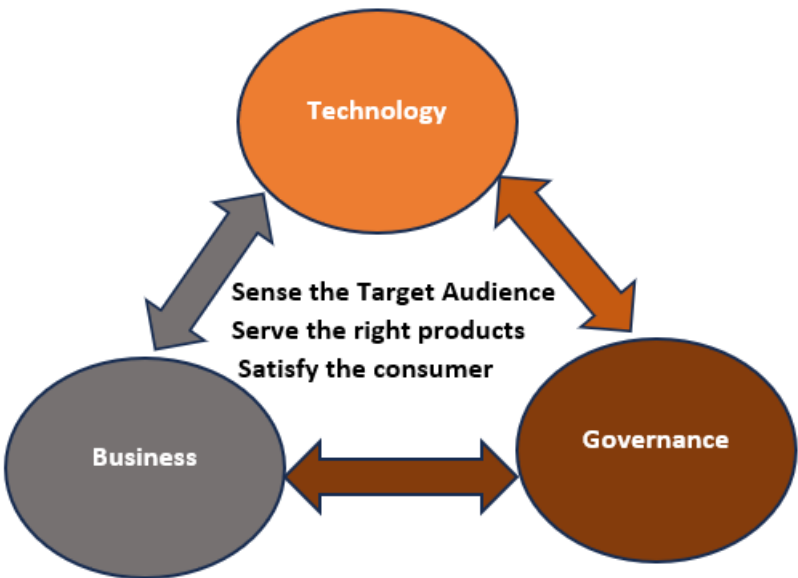 Technology
Sense the Target Audience
Serve the right products
Satisfy the consumer
Business
Governance